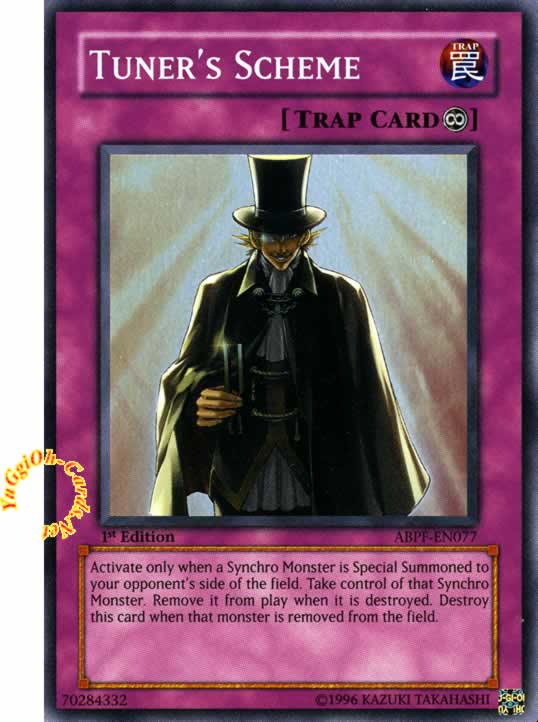 TUNER'S SCHEME
TRAP
罠
[TRAP CARD∞]
1st Edition
ABPF-EN077
Activate only when a Synchro Monster is Special Summoned to
your opponent's side of the field. Take control of that Synchro
Monster. Remove it from play when it is destroyed. Destroy
this card when that monster is removed from the field.
70284332
©1996 KAZUKI TAKAHASHI
YuGgiOh-Cards.Net